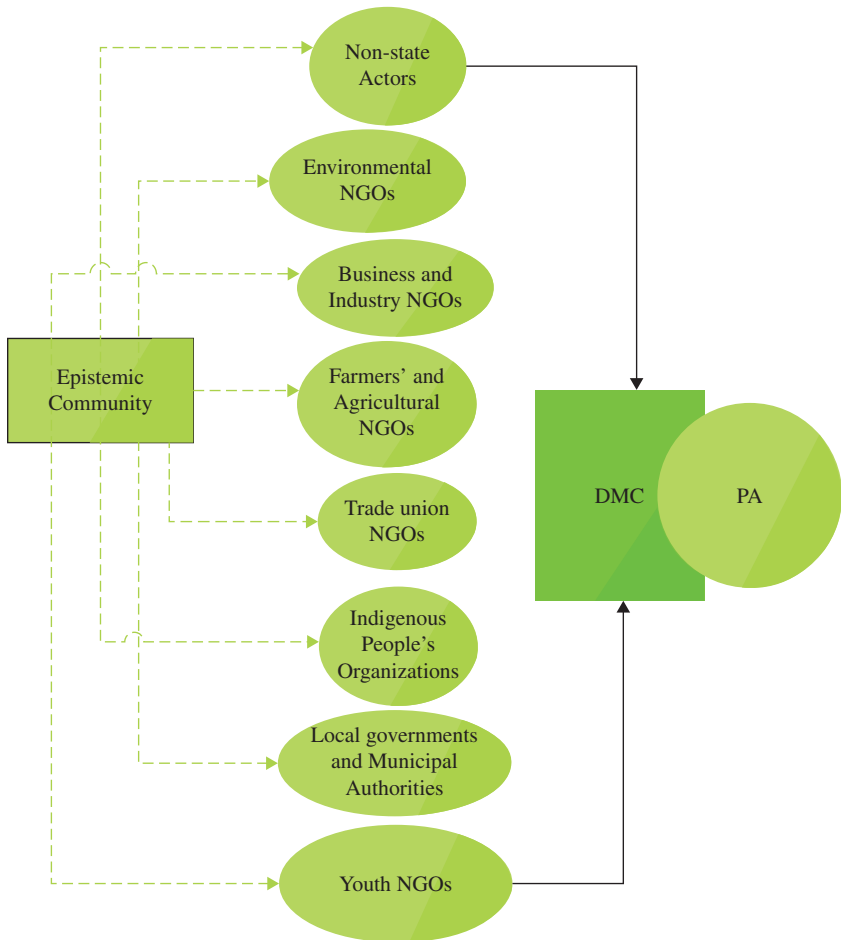 Non-state
Actors
Environmental
NGOs
Business and
Industry NGOs
Epistemic
Community
Farmers’ and
Agricultural
NGOs
Trade union
NGOs
DMC
PA
Indigenous
People’s
Organizations
Local governments
and Municipal
Authorities
Youth NGOs